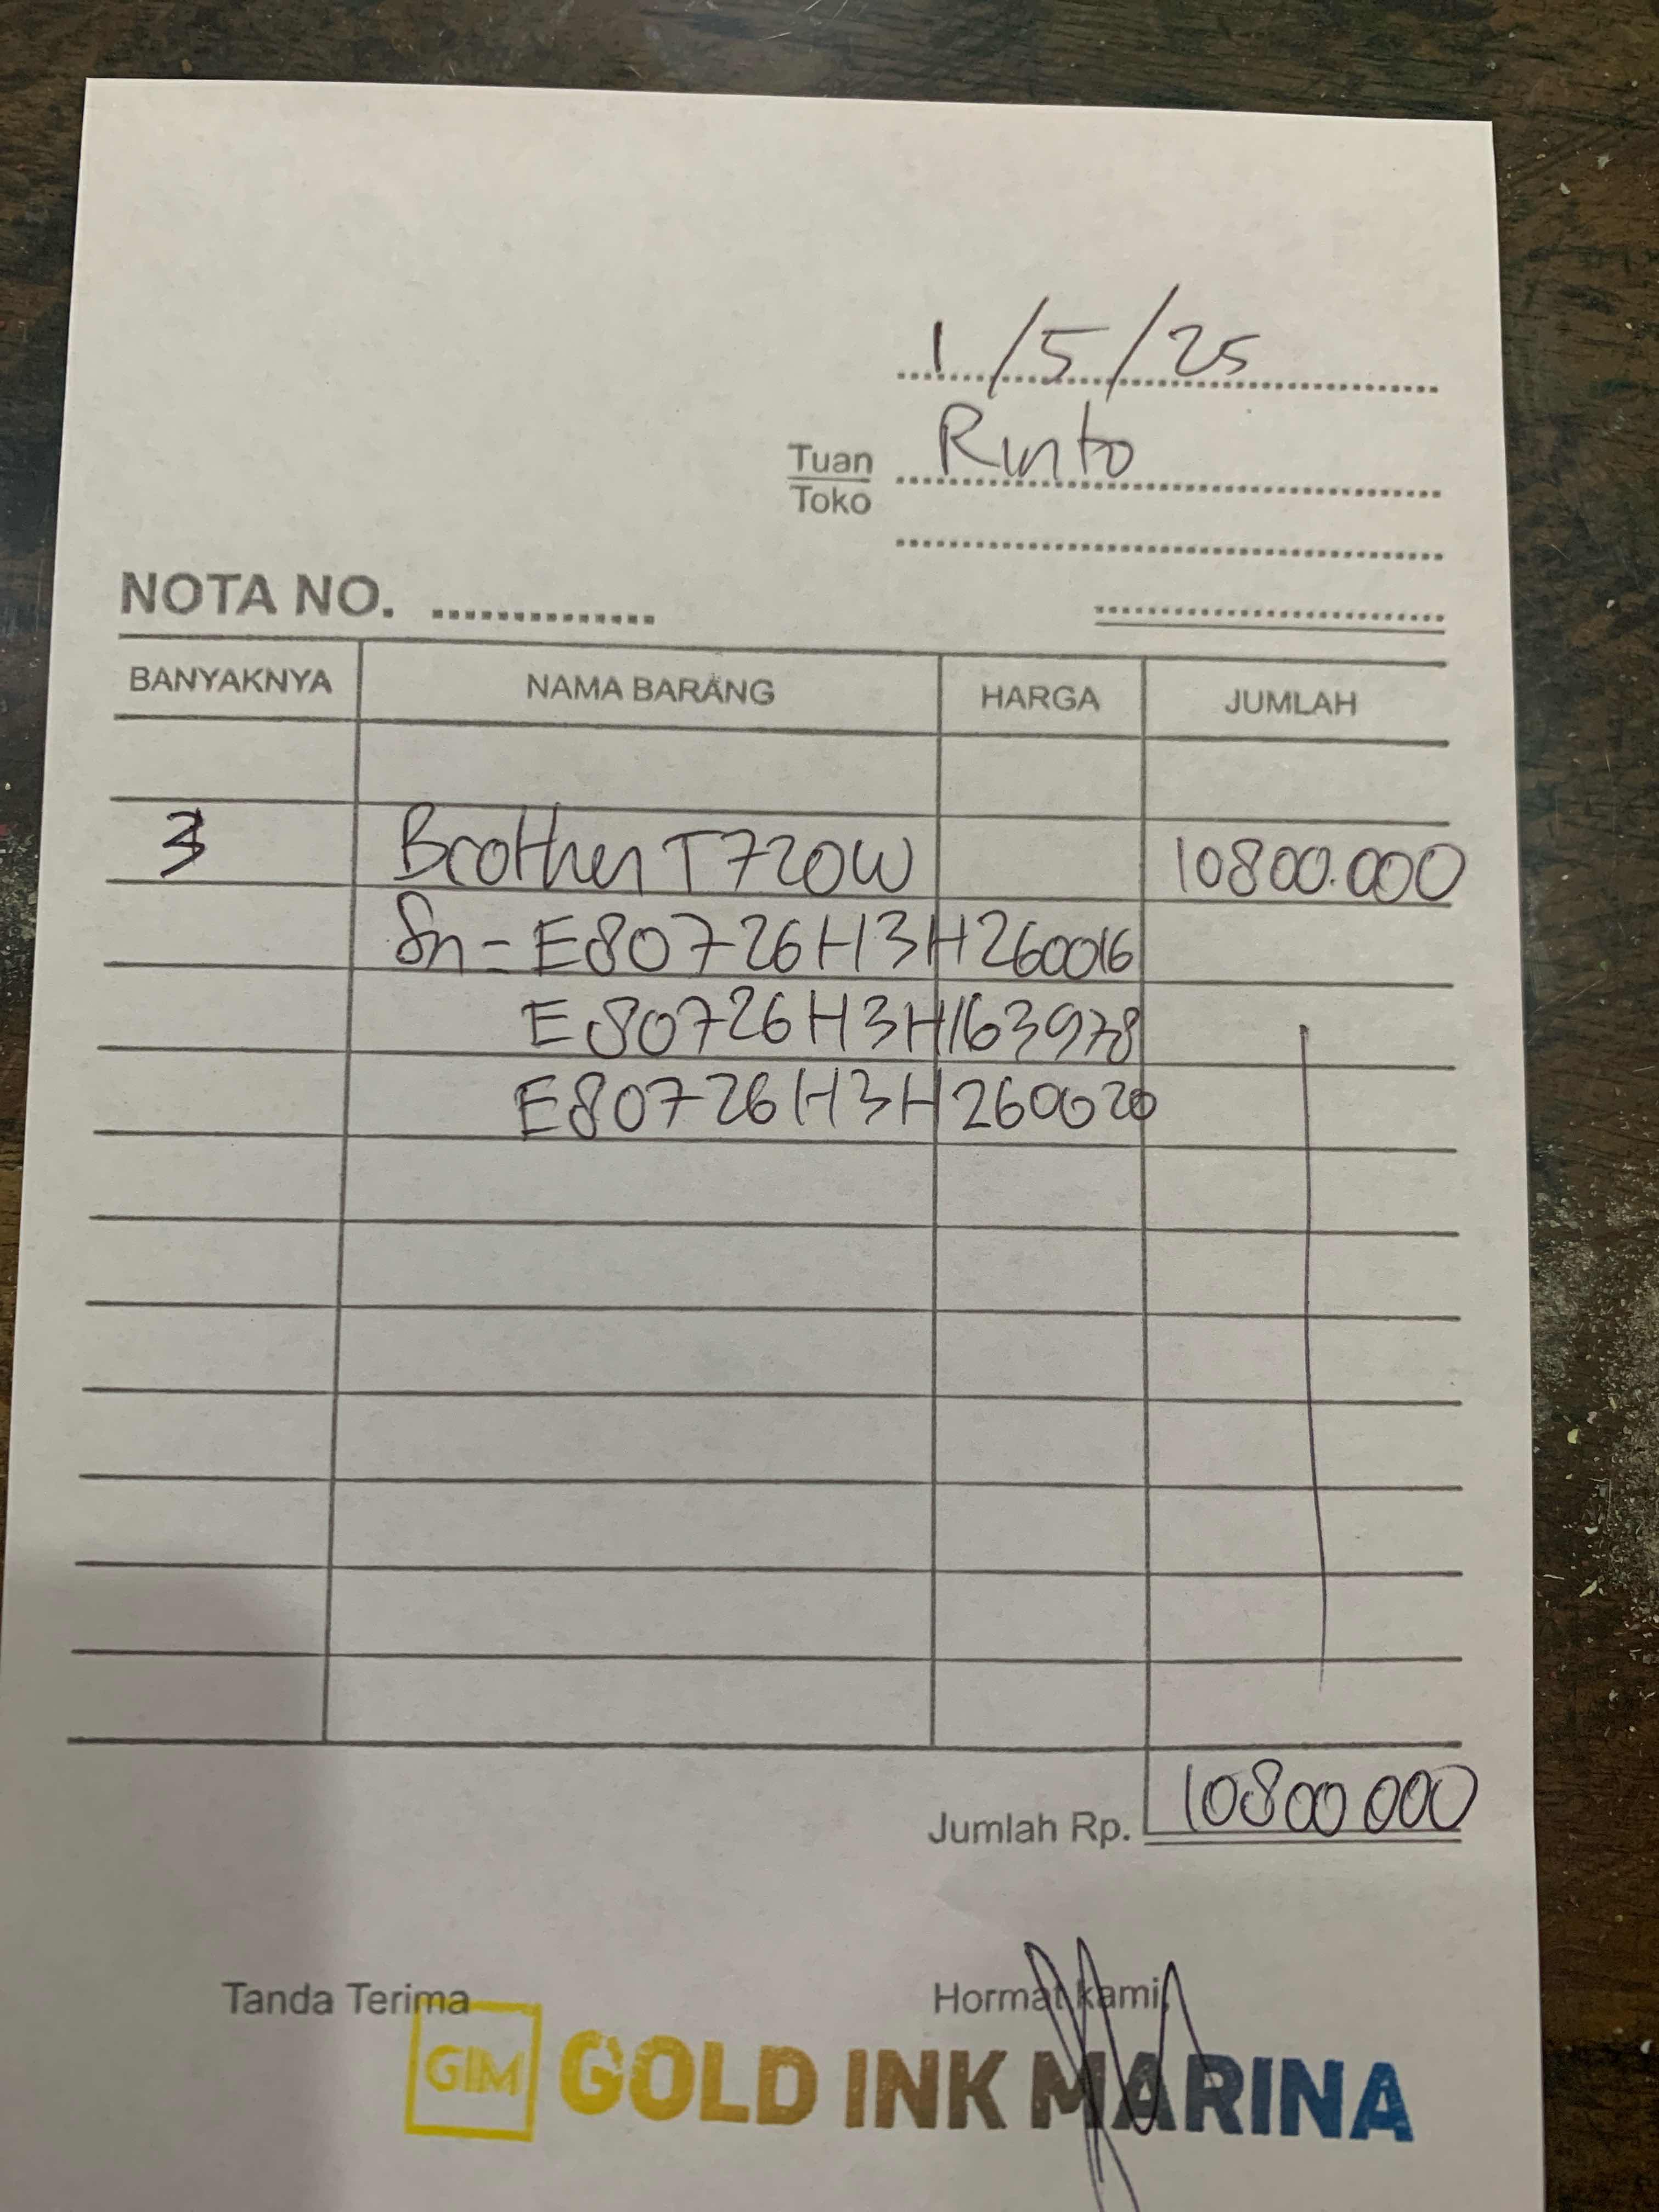 1/5/25
Tuan Rinto
Toko
NOTA NO.
BANYAKNYA NAMA BARANG HARGA JUMLAH
3 Brother T720W 10800.000
Sn = E80726H3H260016
E80726H3H163978
E80726H3H260020
Jumlah Rp. 10800 000
Tanda Terima Hormat kami,
GIM GOLD INK MARINA